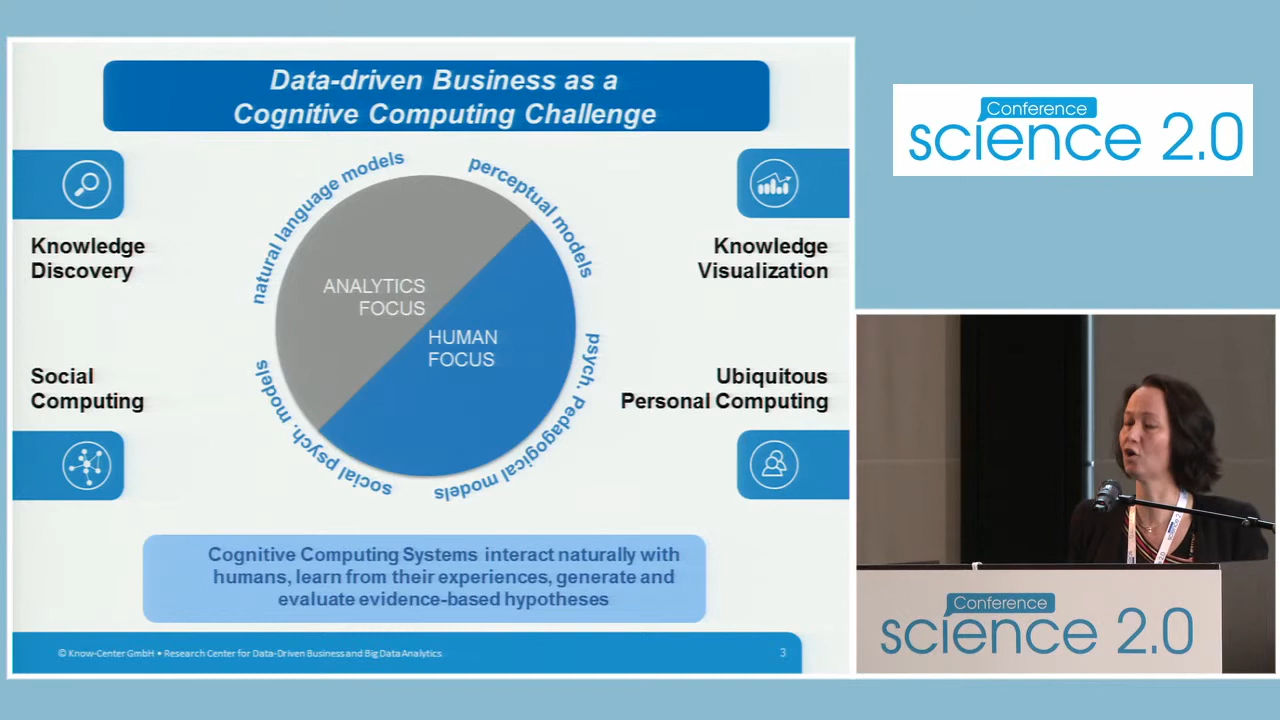 Data-driven Business as a
Cognitive Computing Challenge
Conference
science 2.0
natural language models
perceptual models
Knowledge
Discovery
Knowledge
Visualization
ANALYTICS
FOCUS
HUMAN
FOCUS
Social
Computing
Ubiquitous
Personal Computing
social psych. models
psych. Pedagogical models
Cognitive Computing Systems interact naturally with
humans, learn from their experiences, generate and
evaluate evidence-based hypotheses
© Know-Center GmbH • Research Center for Data-Driven Business and Big Data Analytics
3
Conference
science 2.0